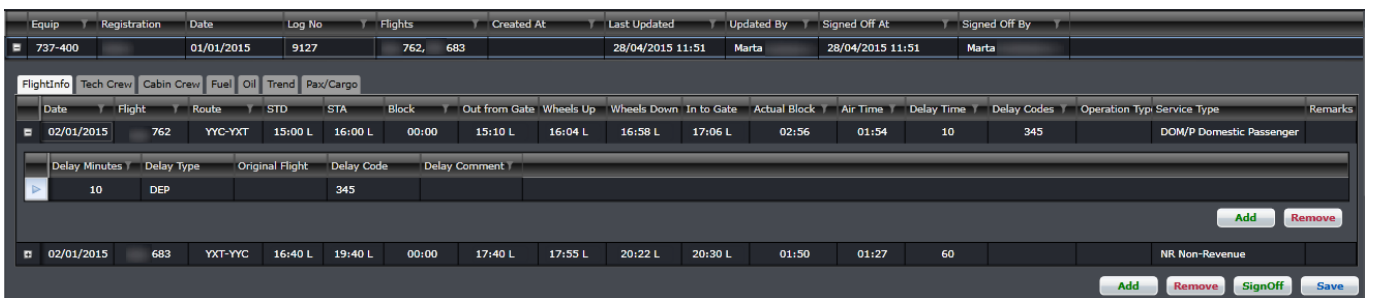 Equip Registration Date Log No Flights Created At Last Updated Updated By Signed Off At Signed Off By
737-400 01/01/2015 9127 762, 683 28/04/2015 11:51 Marta 28/04/2015 11:51 Marta
FlightInfo Tech Crew Cabin Crew Fuel Oil Trend Pax/Cargo
Date Flight Route STD STA Block Out from Gate Wheels Up Wheels Down In to Gate Actual Block Air Time Delay Time Delay Codes Operation Typ Service Type Remarks
02/01/2015 762 YYC-YXT 15:00 L 16:00 L 00:00 15:10 L 16:04 L 16:58 L 17:06 L 02:56 01:54 10 345 DOM/P Domestic Passenger
Delay Minutes Delay Type Original Flight Delay Code Delay Comment
10 DEP 345
Add Remove
02/01/2015 683 YXT-YYC 16:40 L 19:40 L 00:00 17:40 L 17:55 L 20:22 L 20:30 L 01:50 01:27 60 NR Non-Revenue
Add Remove SignOff Save